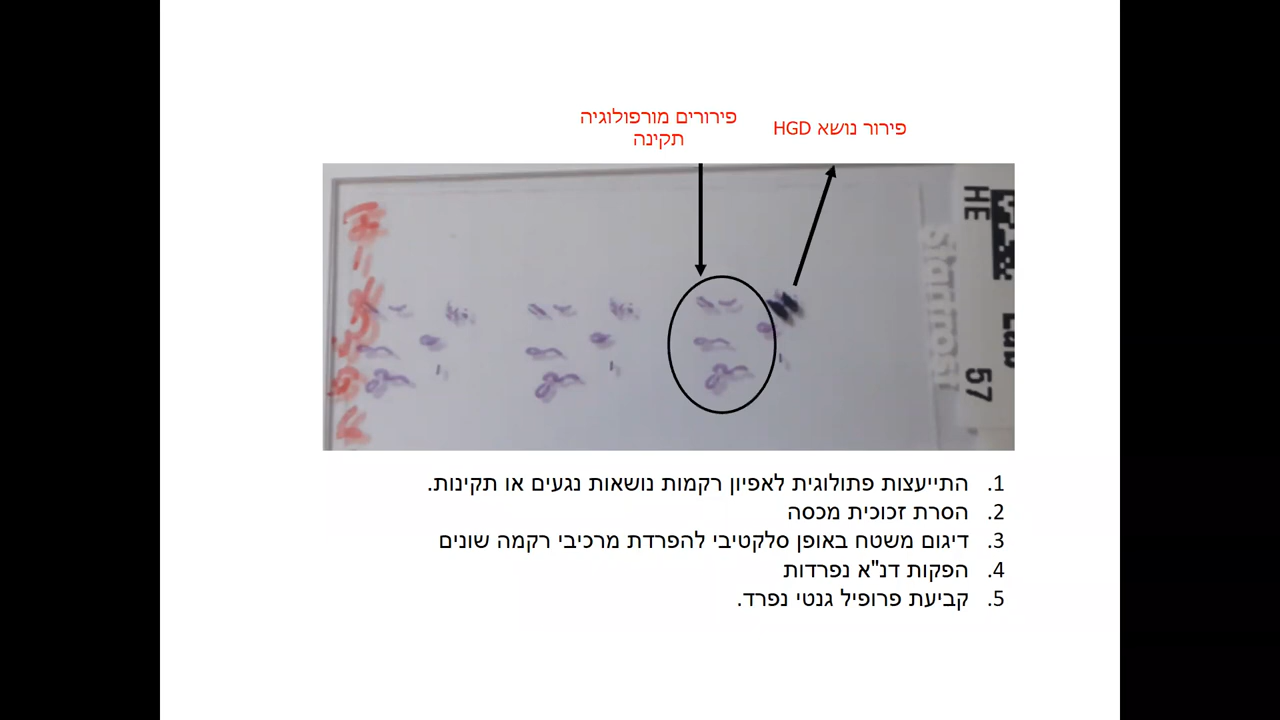 פירור נושא HGD
פירורים מורפולוגיה
תקינה
HE
Lab
57
1. התייעצות פתולוגית לאפיון רקמות נושאות נגעים או תקינות.
2. הסרת זכוכית מכסה
3. דיגום משטח באופן סלקטיבי להפרדת מרכיבי רקמה שונים
4. הפקות דנ"א נפרדות
5. קביעת פרופיל גנטי נפרד.